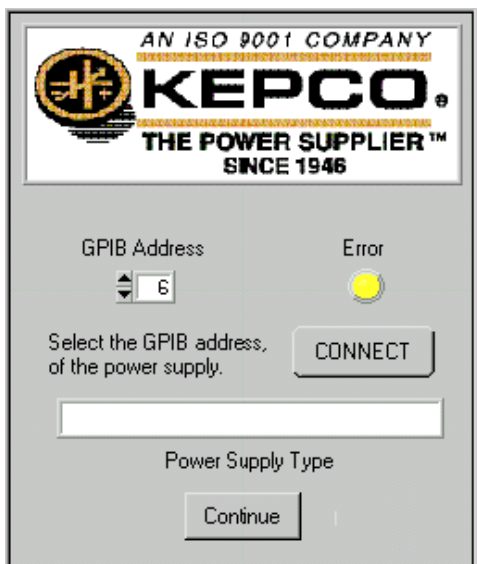 AN ISO 9001 COMPANY
KEPCO®
THE POWER SUPPLIER™
SINCE 1946
GPIB Address
Error
6
Select the GPIB address,
of the power supply.
CONNECT
Power Supply Type
Continue